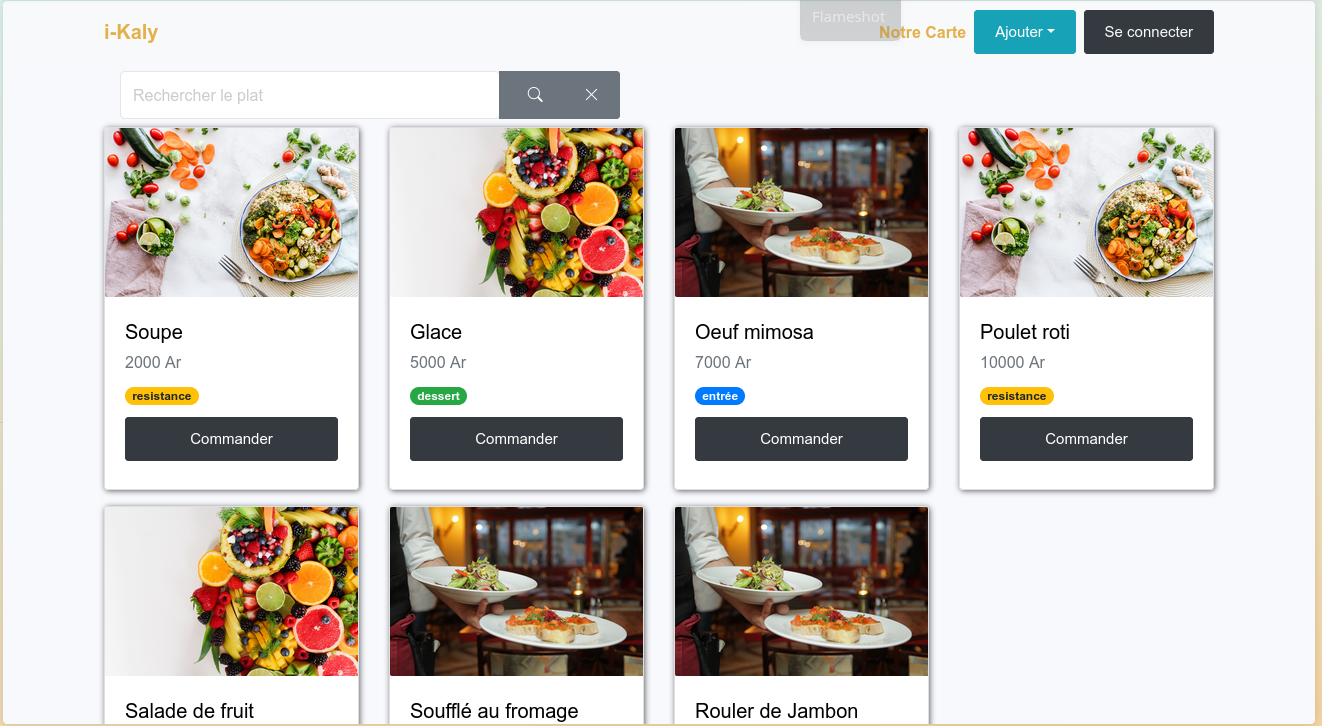 Flameshot
i-Kaly
Notre Carte
Ajouter
Se connecter
Rechercher le plat
Soupe
2000 Ar
resistance
Commander
Glace
5000 Ar
dessert
Commander
Oeuf mimosa
7000 Ar
entrée
Commander
Poulet roti
10000 Ar
resistance
Commander
Salade de fruit
Soufflé au fromage
Rouler de Jambon